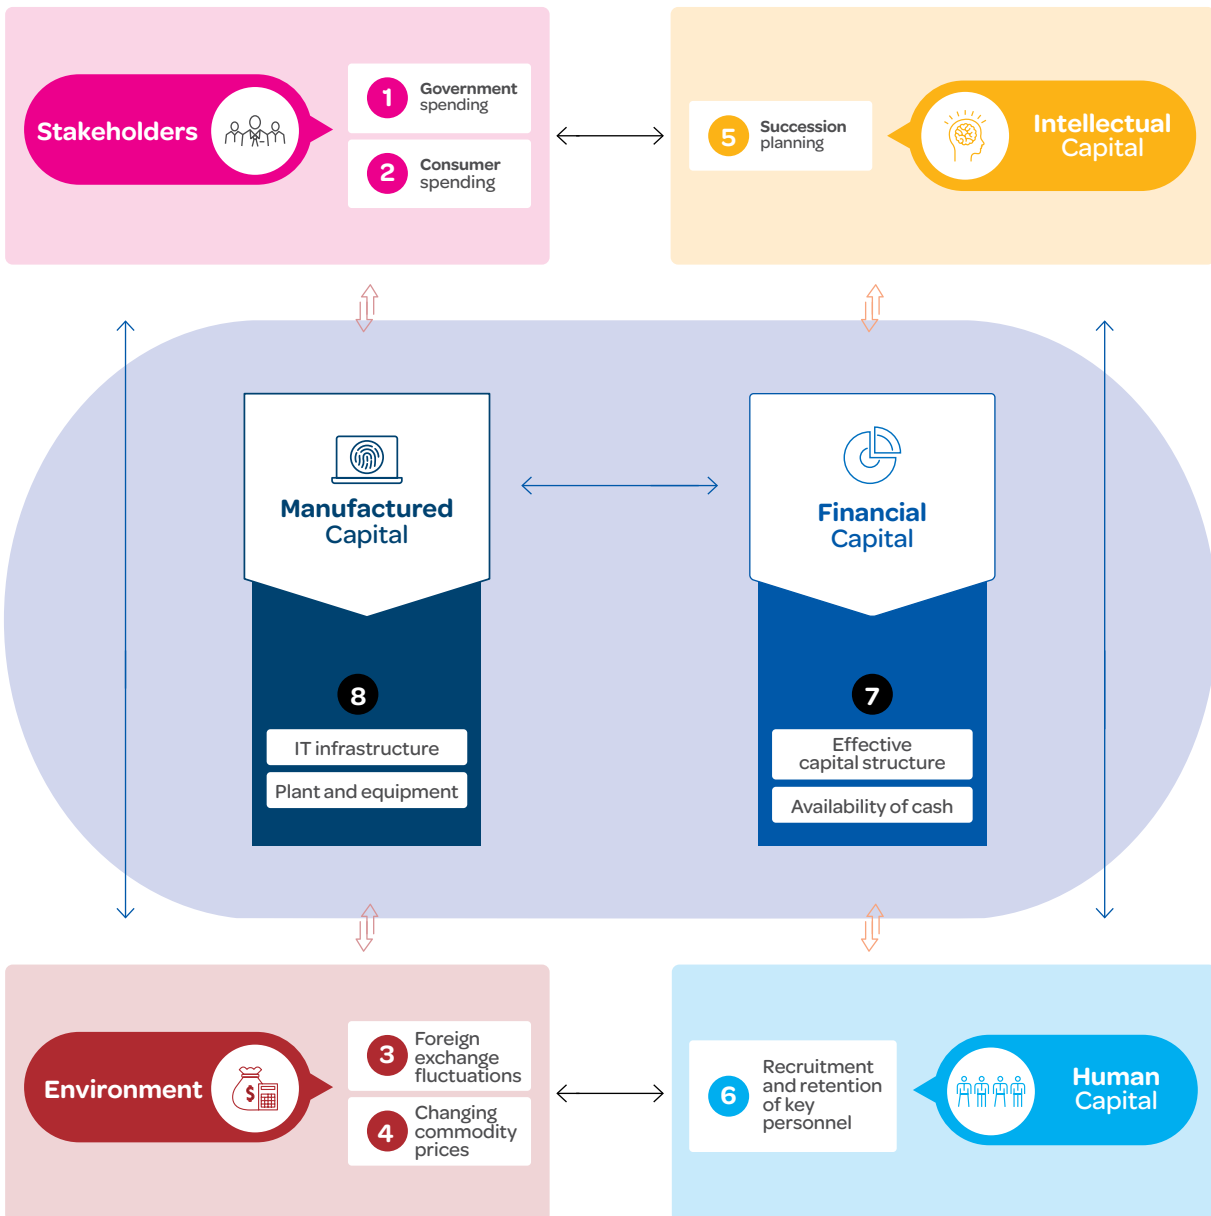 Stakeholders
1
Government
spending
2
Consumer
spending
5
Succession
planning
Intellectual
Capital
Manufactured
Capital
Financial
Capital
8
IT infrastructure
Plant and equipment
7
Effective
capital structure
Availability of cash
Environment
$
3
Foreign
exchange
fluctuations
4
Changing
commodity
prices
6
Recruitment
and retention
of key
personnel
Human
Capital